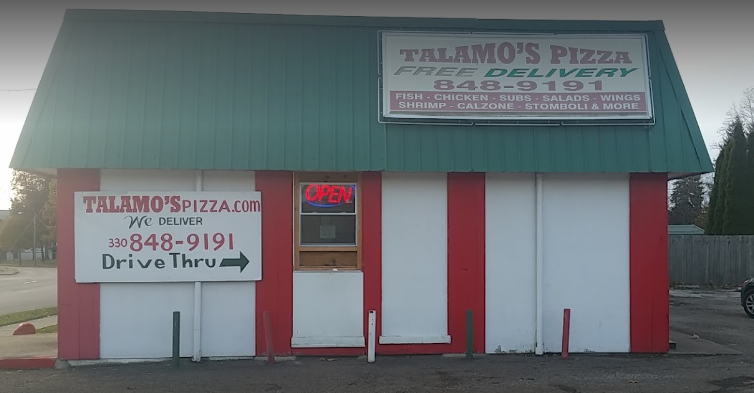 TALAMO'S PIZZA
FREE DELIVERY
848-9191
FISH - CHICKEN - SUBS - SALADS - WINGS
SHRIMP - CALZONE - STOMBOLI & MORE
OPEN
TALAMO'S PIZZA.com
We DELIVER
330 848-9191
Drive Thru